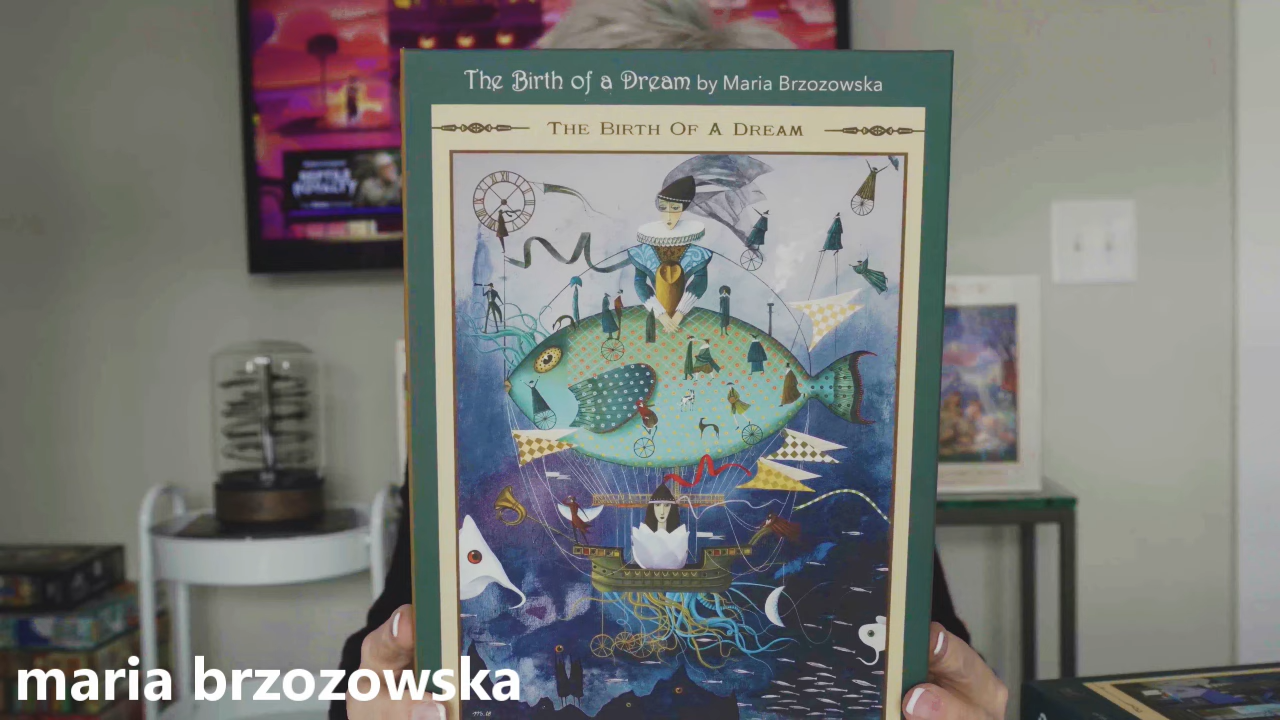 The Birth of a Dream by Maria Brzozowska
THE BIRTH OF A DREAM
maria brzozowska